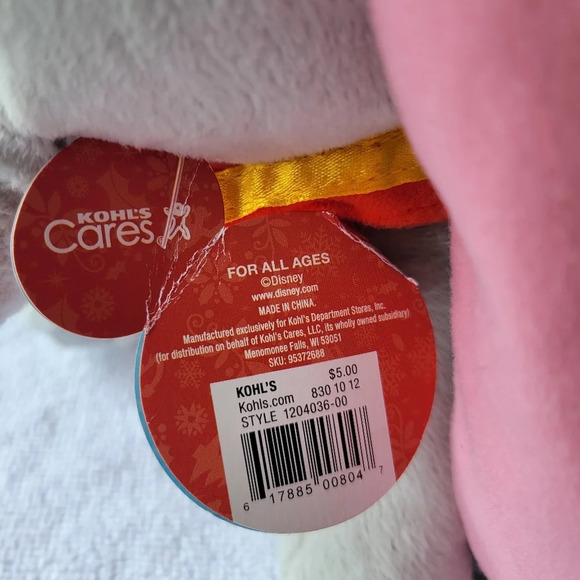 KOHL'S
Cares
FOR ALL AGES
©Disney
www.disney.com
MADE IN CHINA.
Manufactured exclusively for Kohl's Department Stores, Inc.
(for distribution on behalf of Kohl's Cares, LLC, its wholly owned subsidiary)
Menomonee Falls, WI 53051
SKU: 95372688
KOHL'S $5.00
Kohls.com 830 10 12
STYLE 1204036-00
6 17885 00804 7